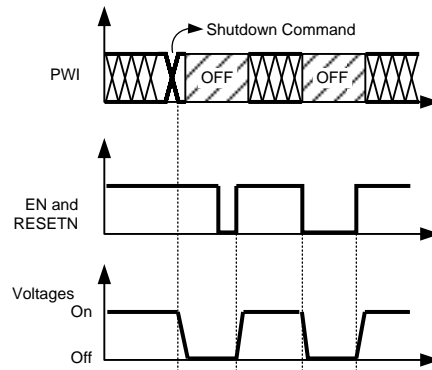 Shutdown Command
PWI
OFF
OFF
EN and
RESETN
Voltages
On
Off